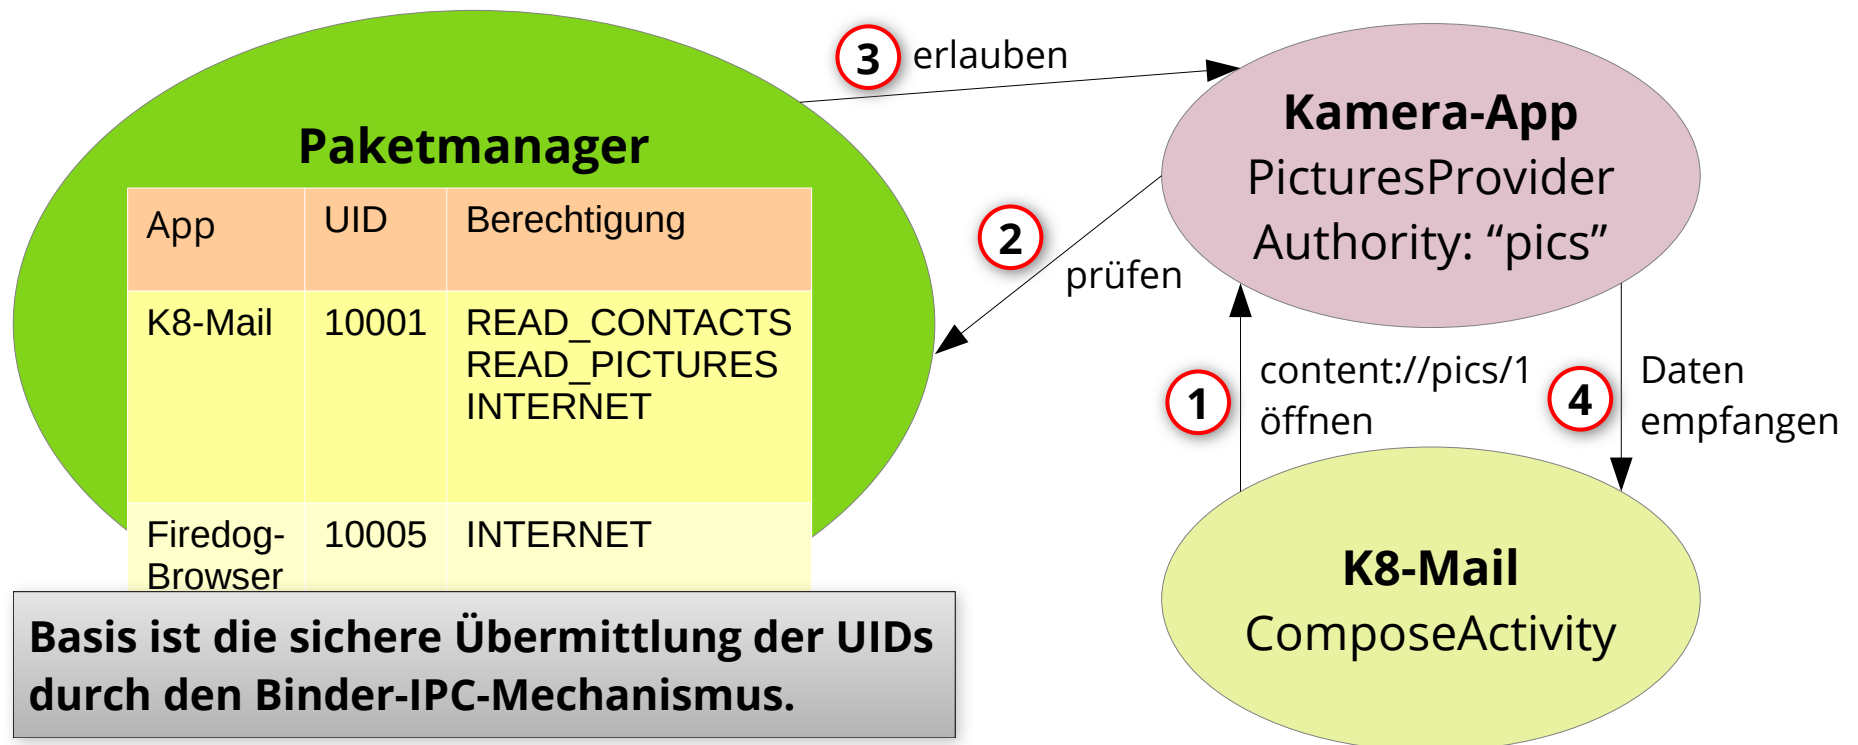 3 erlauben
Paketmanager
App UID Berechtigung
K8-Mail 10001 READ_CONTACTS
READ_PICTURES
INTERNET
Firedog-
Browser 10005 INTERNET
Basis ist die sichere Übermittlung der UIDs
durch den Binder-IPC-Mechanismus.
2 prüfen
Kamera-App
PicturesProvider
Authority: “pics”
1 content://pics/1
öffnen
4 Daten
empfangen
K8-Mail
ComposeActivity